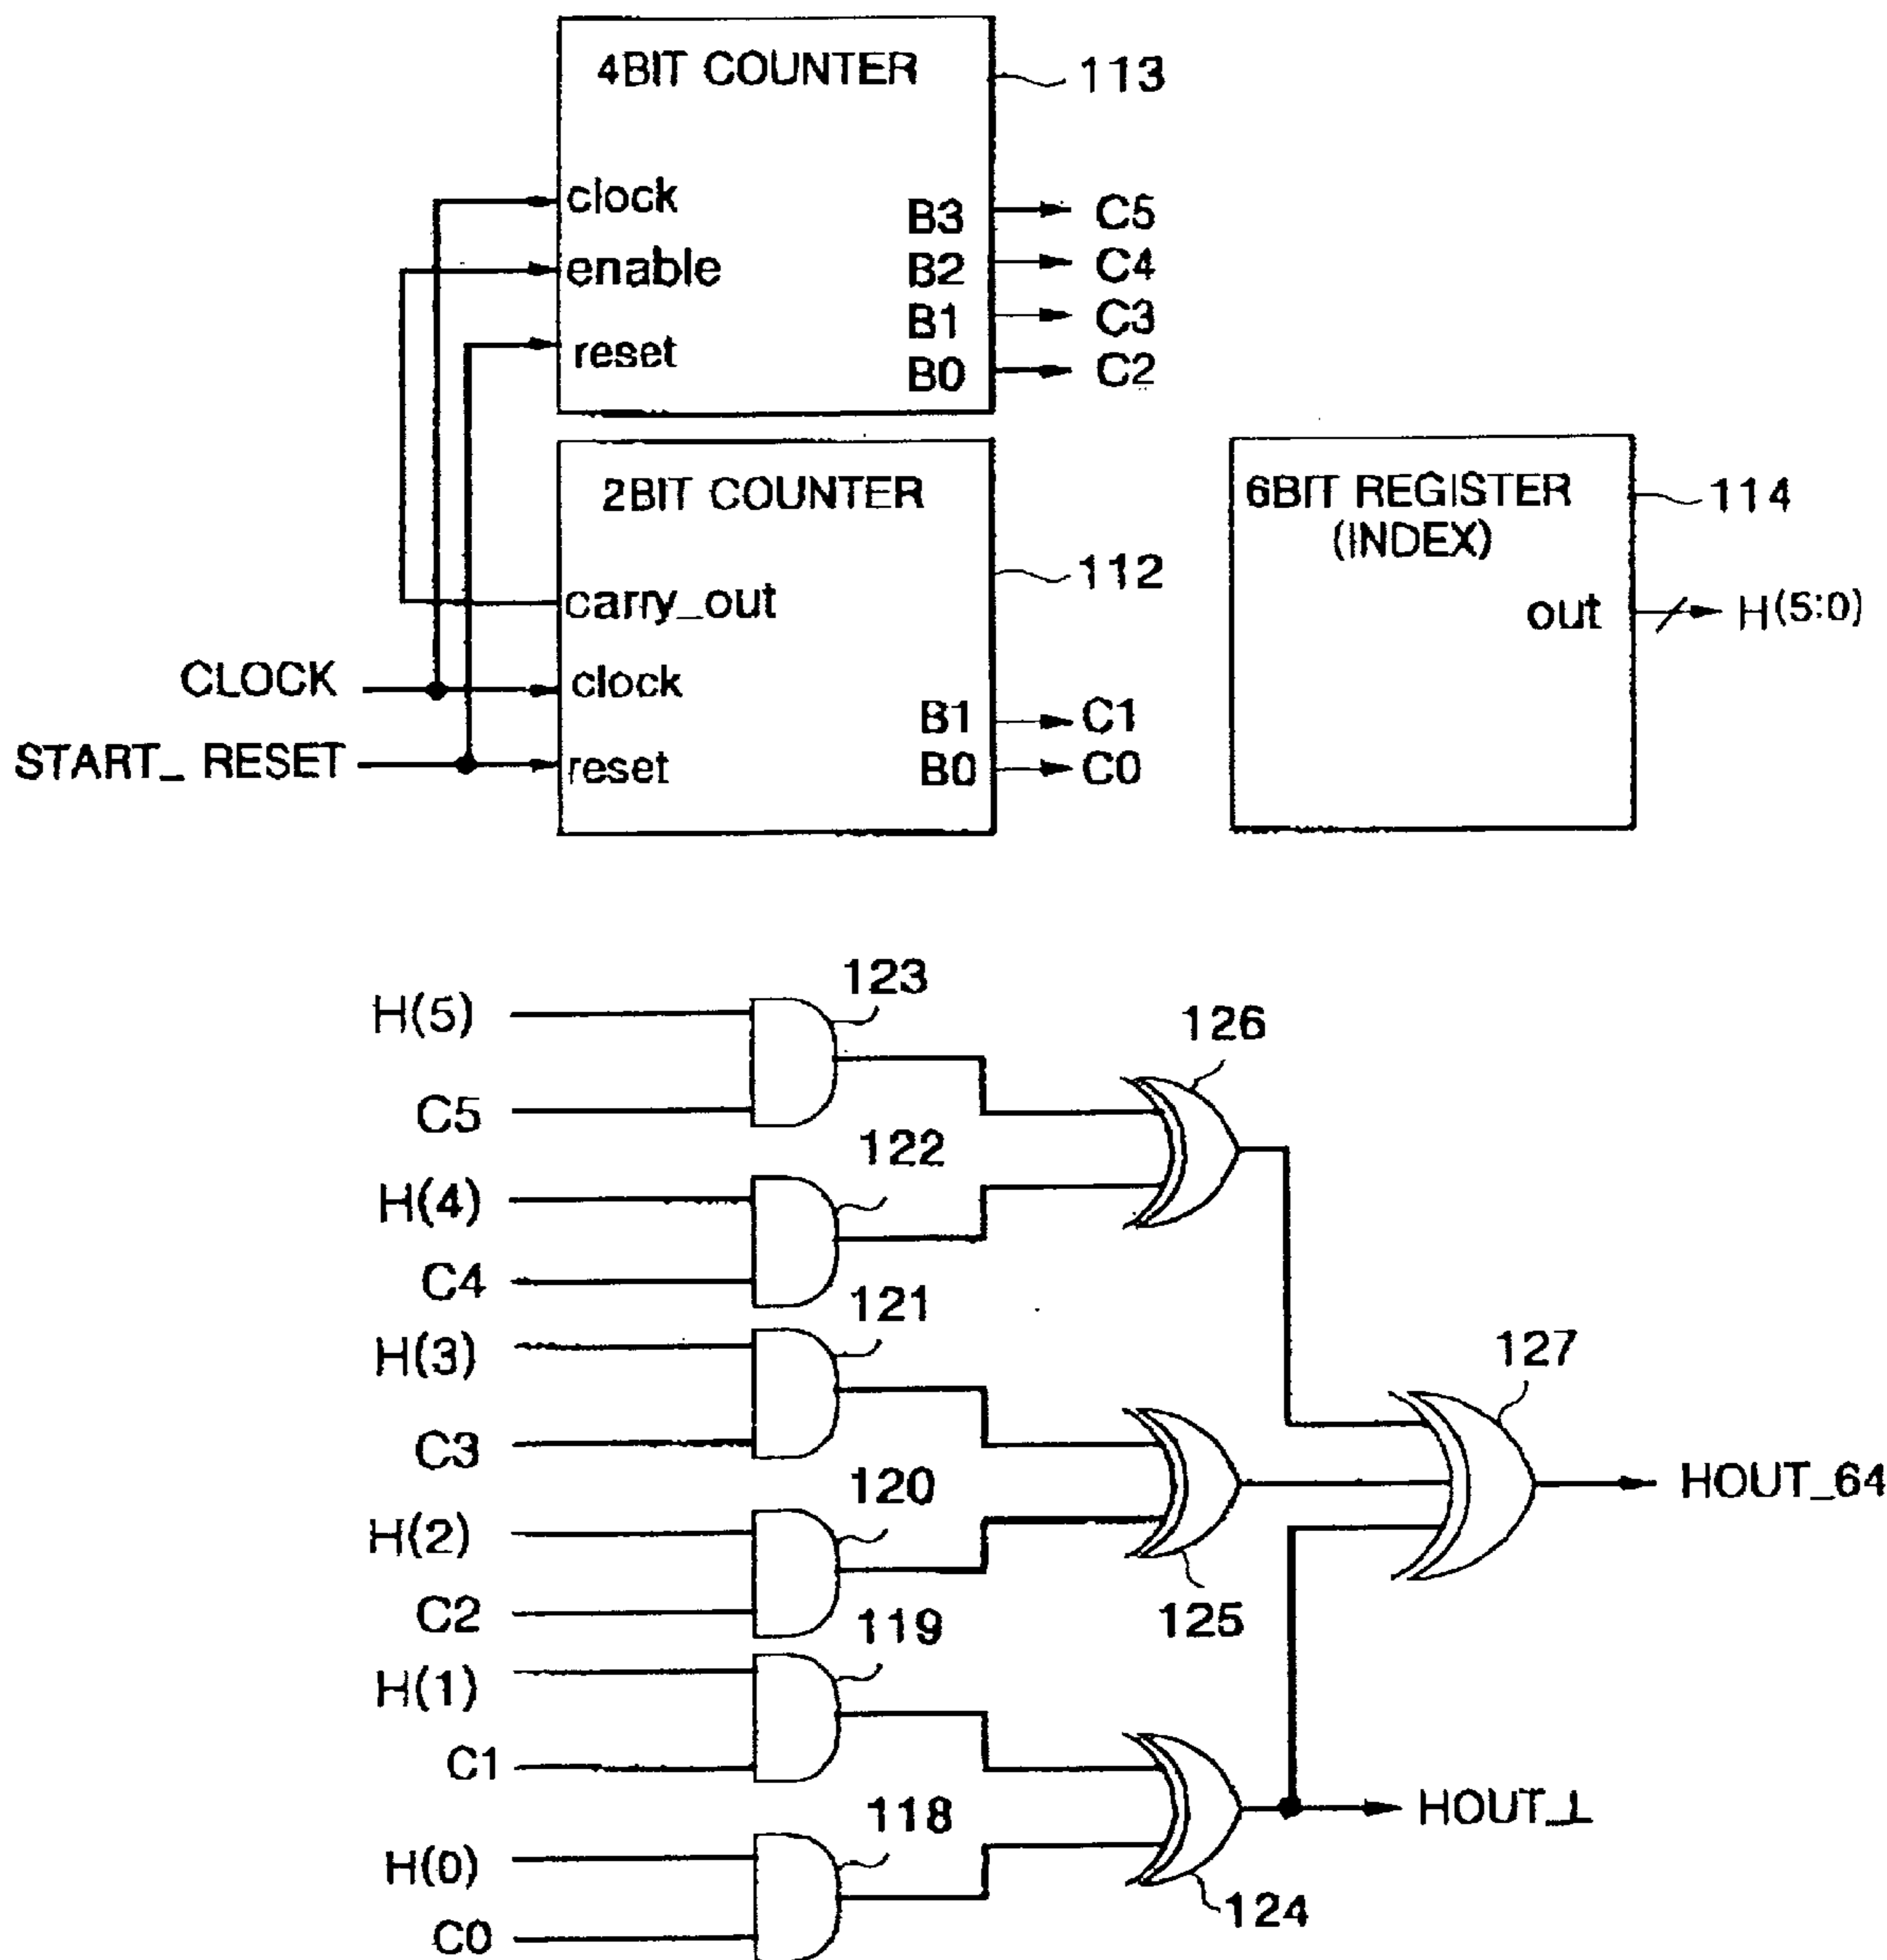 4BIT COUNTER
113
clock
enable
reset
B3
B2
B1
B0
C5
C4
C3
C2
2BIT COUNTER
112
carry_out
clock
reset
B1
B0
C1
C0
CLOCK
START_ RESET
6BIT REGISTER
(INDEX)
114
out
H(5:0)
H(5)
C5
123
H(4)
C4
122
126
H(3)
C3
121
H(2)
C2
120
125
127
HOUT_64
H(1)
C1
119
H(0)
C0
118
124
HOUT_⊥